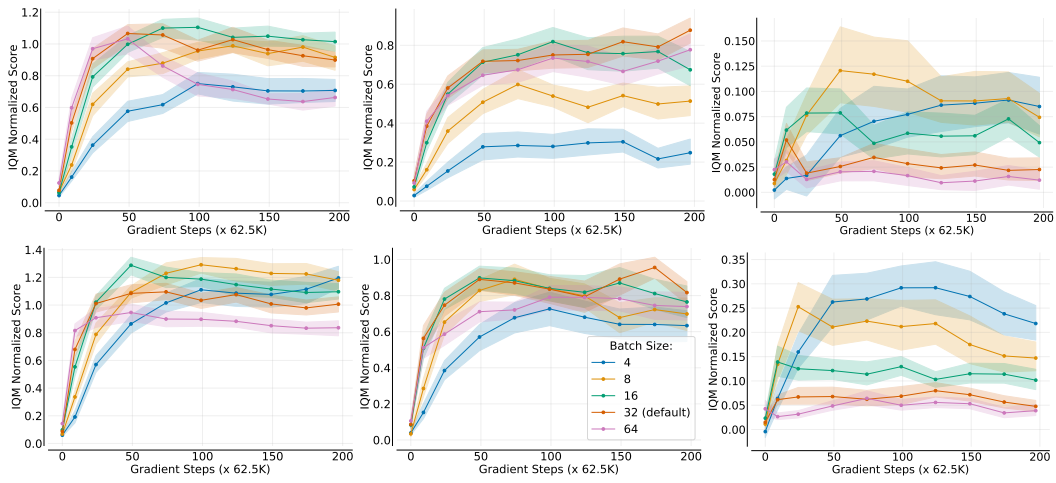 IQM Normalized Score
1.2
1.0
0.8
0.6
0.4
0.2
0.0
0 50 100 150 200
Gradient Steps (x 62.5K)
IQM Normalized Score
0.8
0.6
0.4
0.2
0.0
0 50 100 150 200
Gradient Steps (x 62.5K)
IQM Normalized Score
0.150
0.125
0.100
0.075
0.050
0.025
0.000
0 50 100 150 200
Gradient Steps (x 62.5K)
IQM Normalized Score
1.4
1.2
1.0
0.8
0.6
0.4
0.2
0.0
0 50 100 150 200
Gradient Steps (x 62.5K)
IQM Normalized Score
1.0
0.8
0.6
0.4
0.2
0.0
0 50 100 150 200
Gradient Steps (x 62.5K)
Batch Size:
4
8
16
32 (default)
64
IQM Normalized Score
0.35
0.30
0.25
0.20
0.15
0.10
0.05
0.00
0 50 100 150 200
Gradient Steps (x 62.5K)